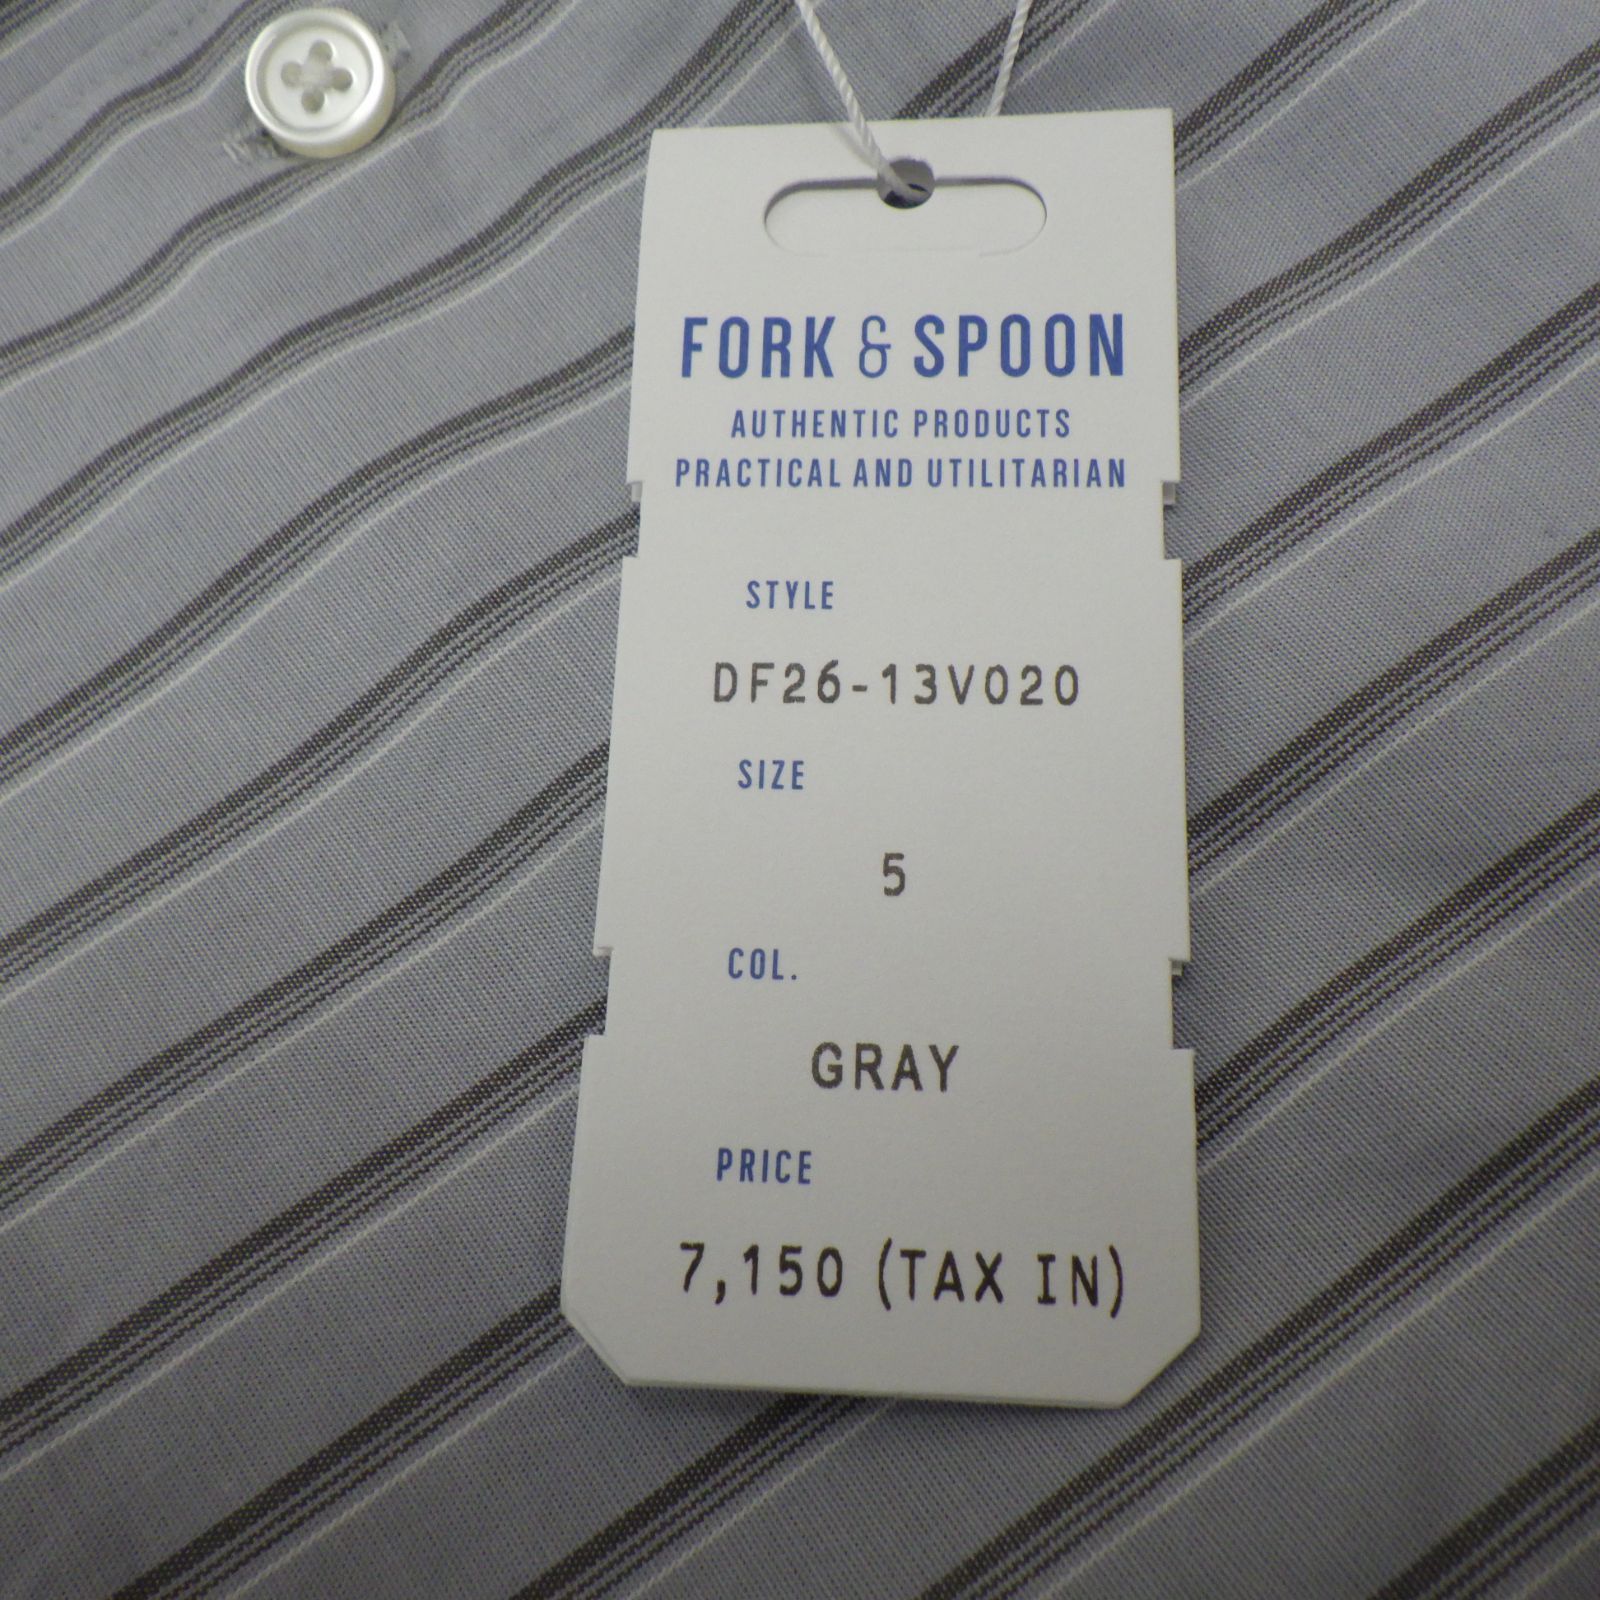 FORK & SPOON
AUTHENTIC PRODUCTS
PRACTICAL AND UTILITARIAN
STYLE
DF26-13V020
SIZE
5
COL.
GRAY
PRICE
7,150 (TAX IN)